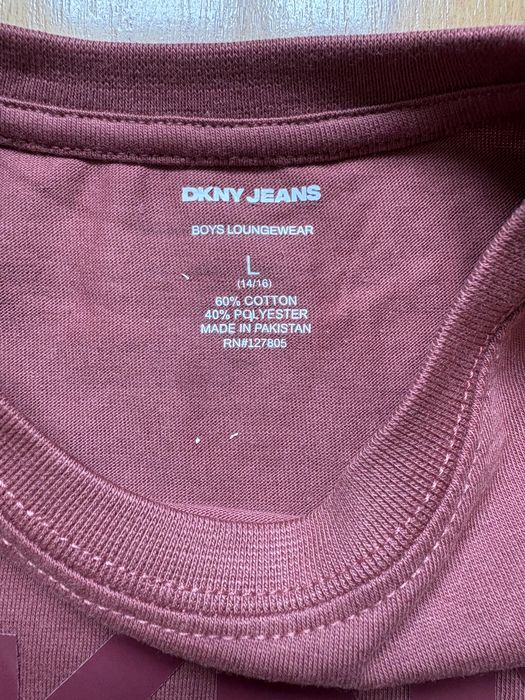 DKNY JEANS
BOYS LOUNGEWEAR
L
(14/16)
60% COTTON
40% POLYESTER
MADE IN PAKISTAN
RN#127805